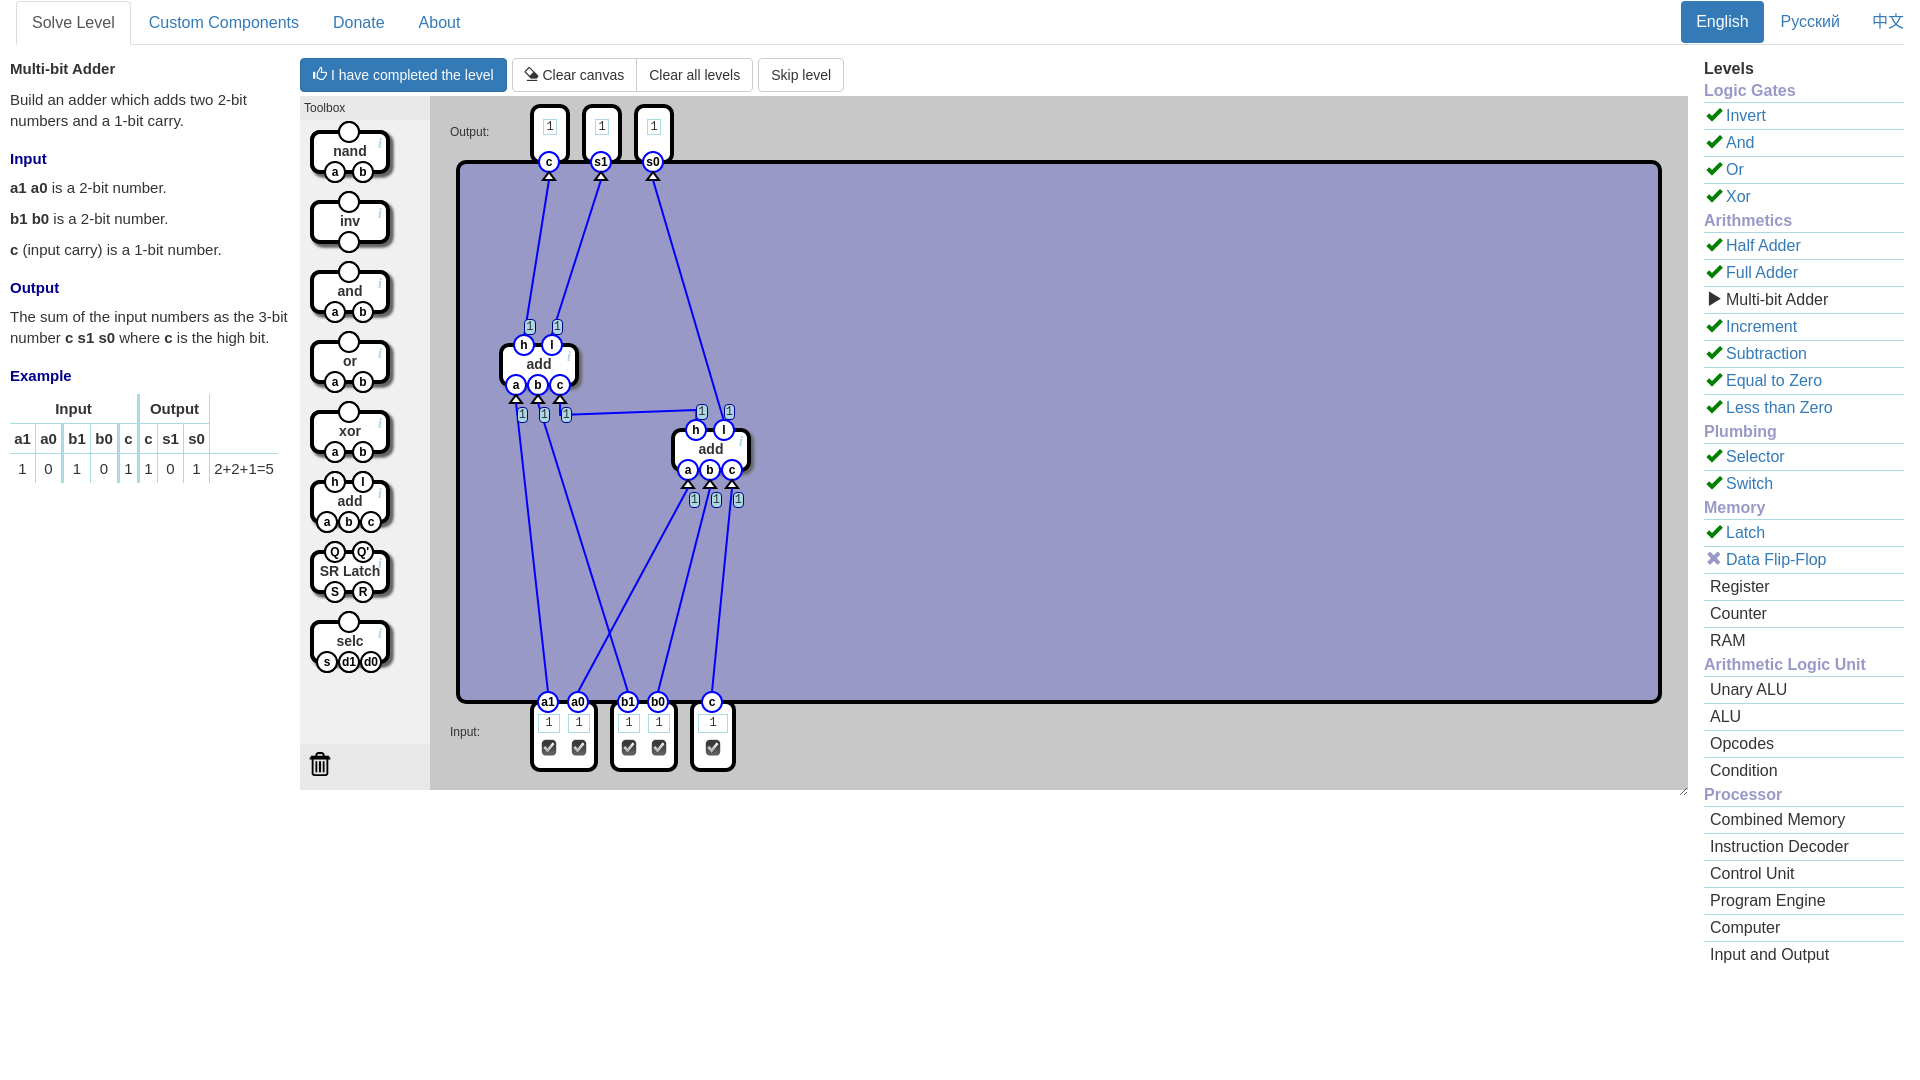 Solve Level
Custom Components
Donate
About
English
Русский
中文
Multi-bit Adder
Build an adder which adds two 2-bit
numbers and a 1-bit carry.
Input
a1 a0 is a 2-bit number.
b1 b0 is a 2-bit number.
c (input carry) is a 1-bit number.
Output
The sum of the input numbers as the 3-bit
number c s1 s0 where c is the high bit.
Example
Input Output
a1 a0 b1 b0 c c s1 s0
1 0 1 0 1 1 0 1 2+2+1=5
I have completed the level
Clear canvas
Clear all levels
Skip level
Toolbox
nand
i
a b
inv
i
and
i
a b
or
i
a b
xor
i
a b
h l
add
i
a b c
Q Q'
SR Latch
i
S R
selc
i
s d1 d0
Output:
1 1 1
c s1 s0
1 1
h l
add
i
a b c
1 1 1
1 1
h l
add
i
a b c
1 1 1
a1 a0 b1 b0 c
1 1 1 1 1
Input:
Levels
Logic Gates
Invert
And
Or
Xor
Arithmetics
Half Adder
Full Adder
Multi-bit Adder
Increment
Subtraction
Equal to Zero
Less than Zero
Plumbing
Selector
Switch
Memory
Latch
Data Flip-Flop
Register
Counter
RAM
Arithmetic Logic Unit
Unary ALU
ALU
Opcodes
Condition
Processor
Combined Memory
Instruction Decoder
Control Unit
Program Engine
Computer
Input and Output